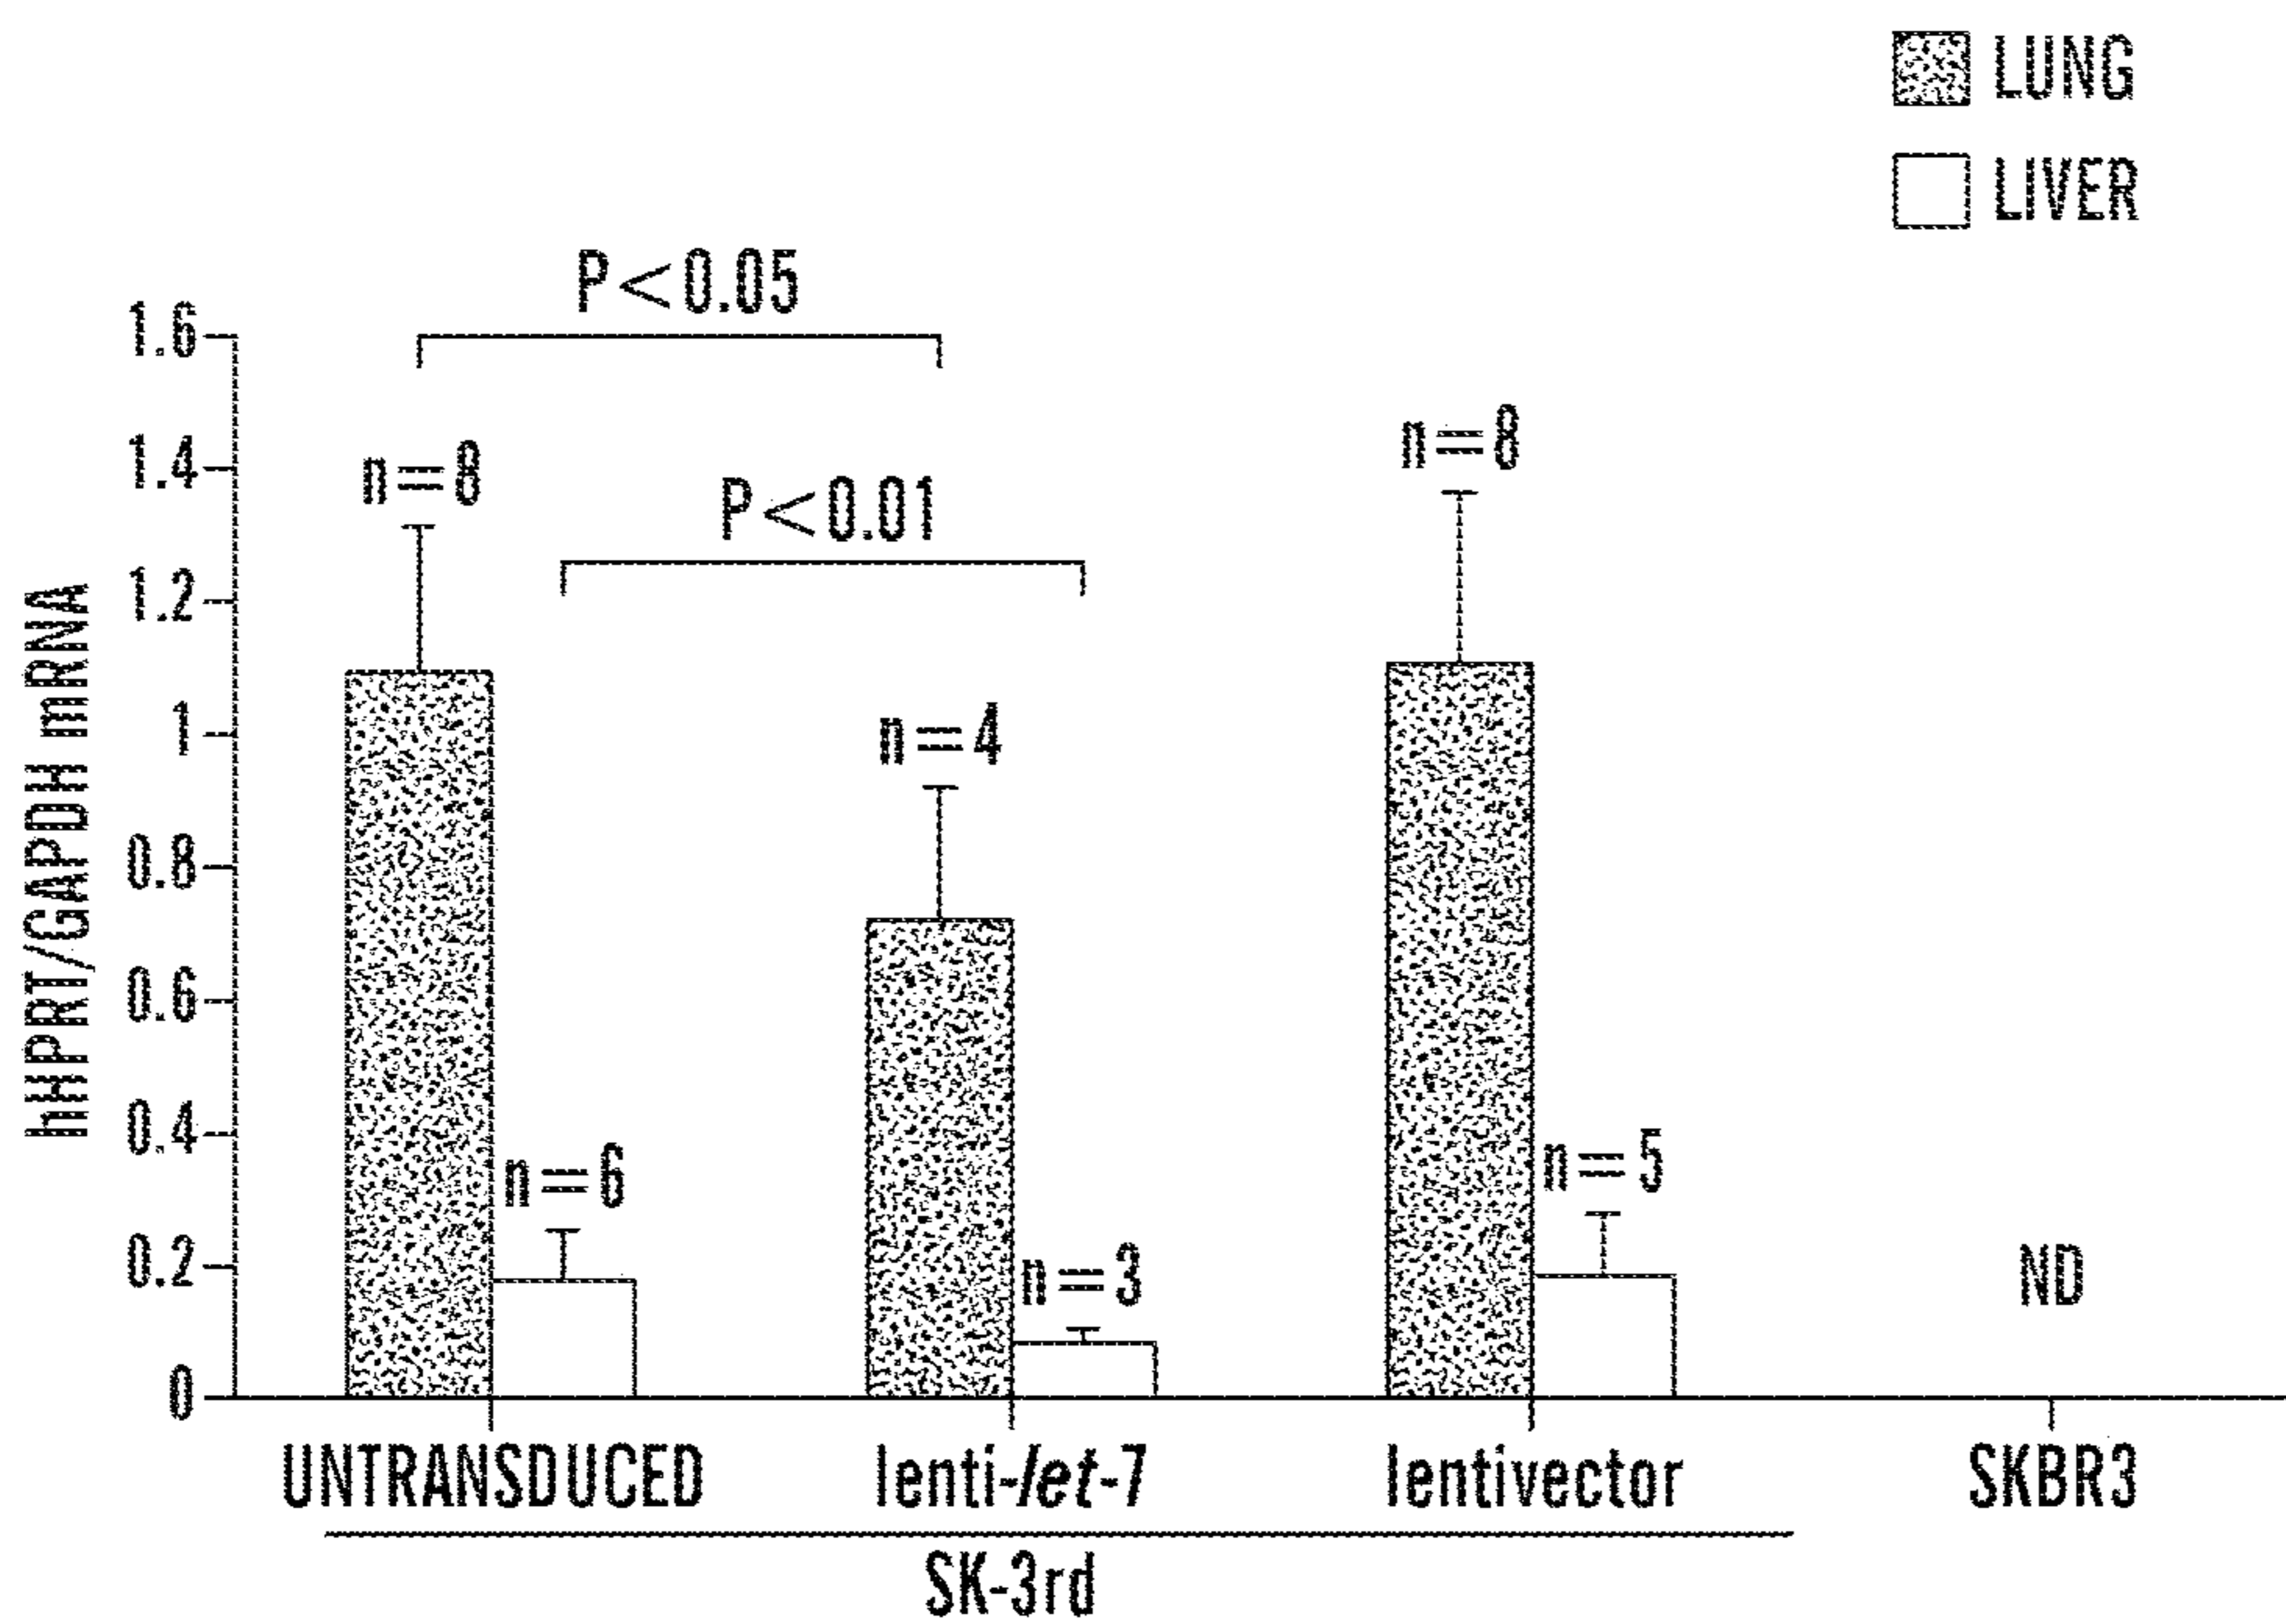 LUNG
LIVER
P<0.05
P<0.01
n=8
n=6
n=4
n=3
n=8
n=5
ND
hHPRT/GAPDH mRNA
1.6
1.4
1.2
1
0.8
0.6
0.4
0.2
0
UNTRANSDUCED
lenti-let-7
lentivector
SKBR3
SK-3rd